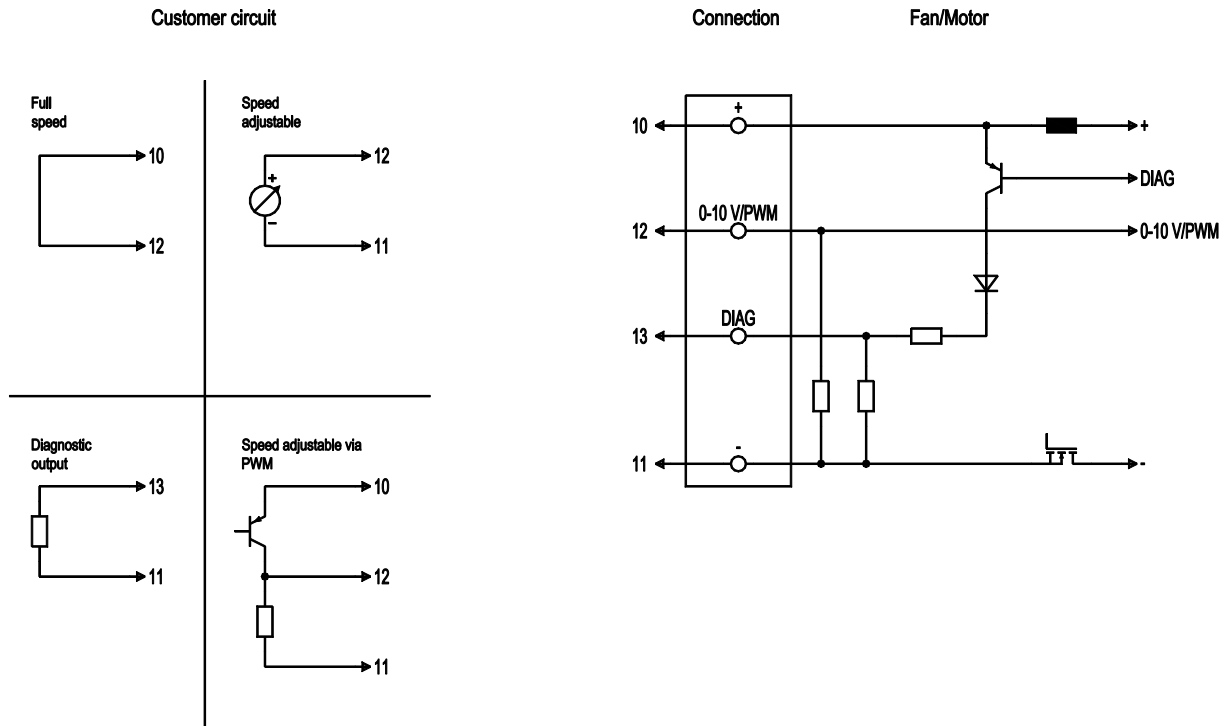 Customer circuit
Connection
Fan/Motor
Full
speed
10
12
Speed
adjustable
12
+
-
11
Diagnostic
output
13
11
Speed adjustable via
PWM
10
12
11
10
+
+
DIAG
12
0-10 V/PWM
0-10 V/PWM
13
DIAG
11
-
-